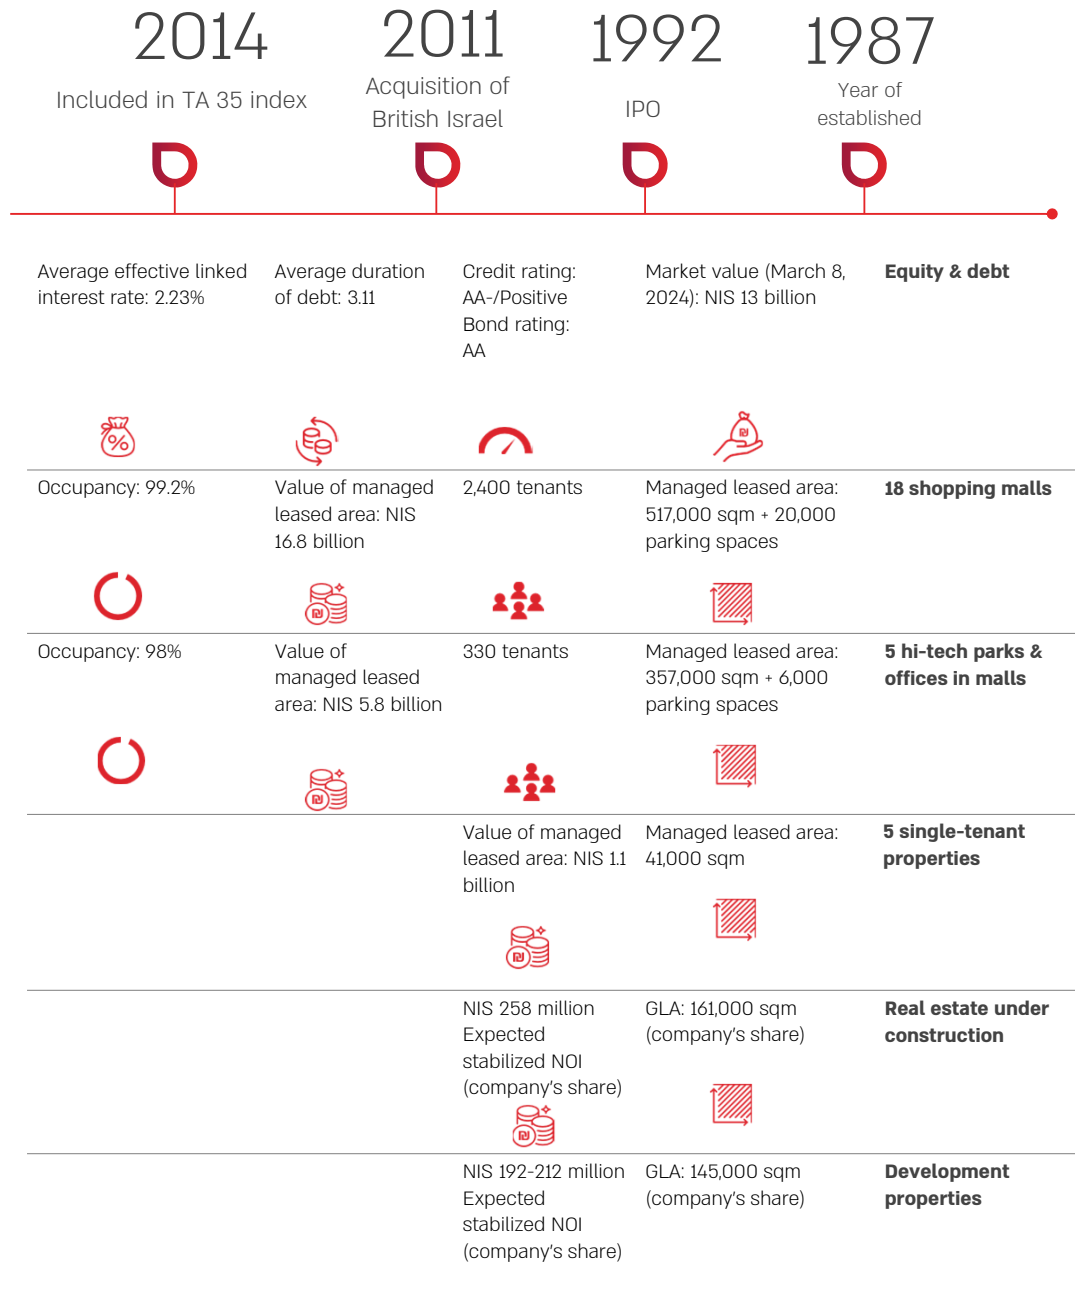 2014
Included in TA 35 index
2011
Acquisition of
British Israel
1992
IPO
1987
Year of
established
Average effective linked
interest rate: 2.23%
Average duration
of debt: 3.11
Credit rating:
AA-/Positive
Bond rating:
AA
Market value (March 8,
2024): NIS 13 billion
Equity & debt
%
₪
Occupancy: 99.2%
Value of managed
leased area: NIS
16.8 billion
2,400 tenants
Managed leased area:
517,000 sqm + 20,000
parking spaces
18 shopping malls
₪
Occupancy: 98%
Value of
managed leased
area: NIS 5.8 billion
330 tenants
Managed leased area:
357,000 sqm + 6,000
parking spaces
5 hi-tech parks &
offices in malls
₪
Value of managed
leased area: NIS 1.1
billion
Managed leased area:
41,000 sqm
5 single-tenant
properties
₪
NIS 258 million
Expected
stabilized NOI
(company's share)
GLA: 161,000 sqm
(company's share)
Real estate under
construction
₪
NIS 192-212 million
Expected
stabilized NOI
(company's share)
GLA: 145,000 sqm
(company's share)
Development
properties